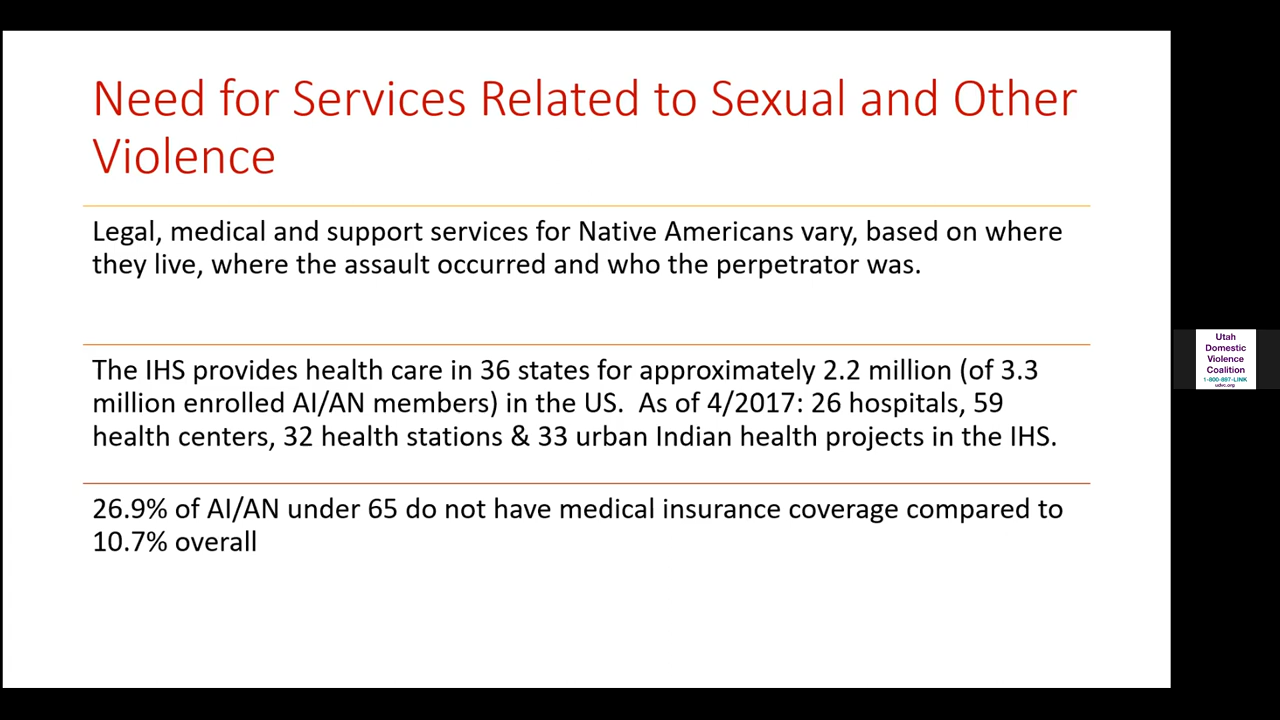 Need for Services Related to Sexual and Other
Violence
Legal, medical and support services for Native Americans vary, based on where
they live, where the assault occurred and who the perpetrator was.
The IHS provides health care in 36 states for approximately 2.2 million (of 3.3
million enrolled AI/AN members) in the US.  As of 4/2017: 26 hospitals, 59
health centers, 32 health stations & 33 urban Indian health projects in the IHS.
26.9% of AI/AN under 65 do not have medical insurance coverage compared to
10.7% overall
Utah
Domestic
Violence
Coalition
1-800-897-LINK
udvc.org